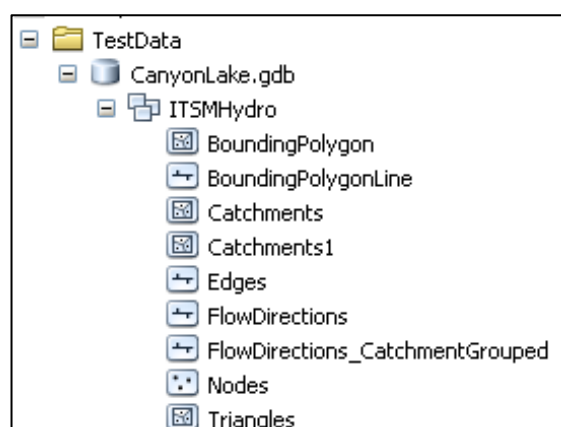 TestData
CanyonLake.gdb
ITSMHydro
BoundingPolygon
BoundingPolygonLine
Catchments
Catchments1
Edges
FlowDirections
FlowDirections_CatchmentGrouped
Nodes
Triangles